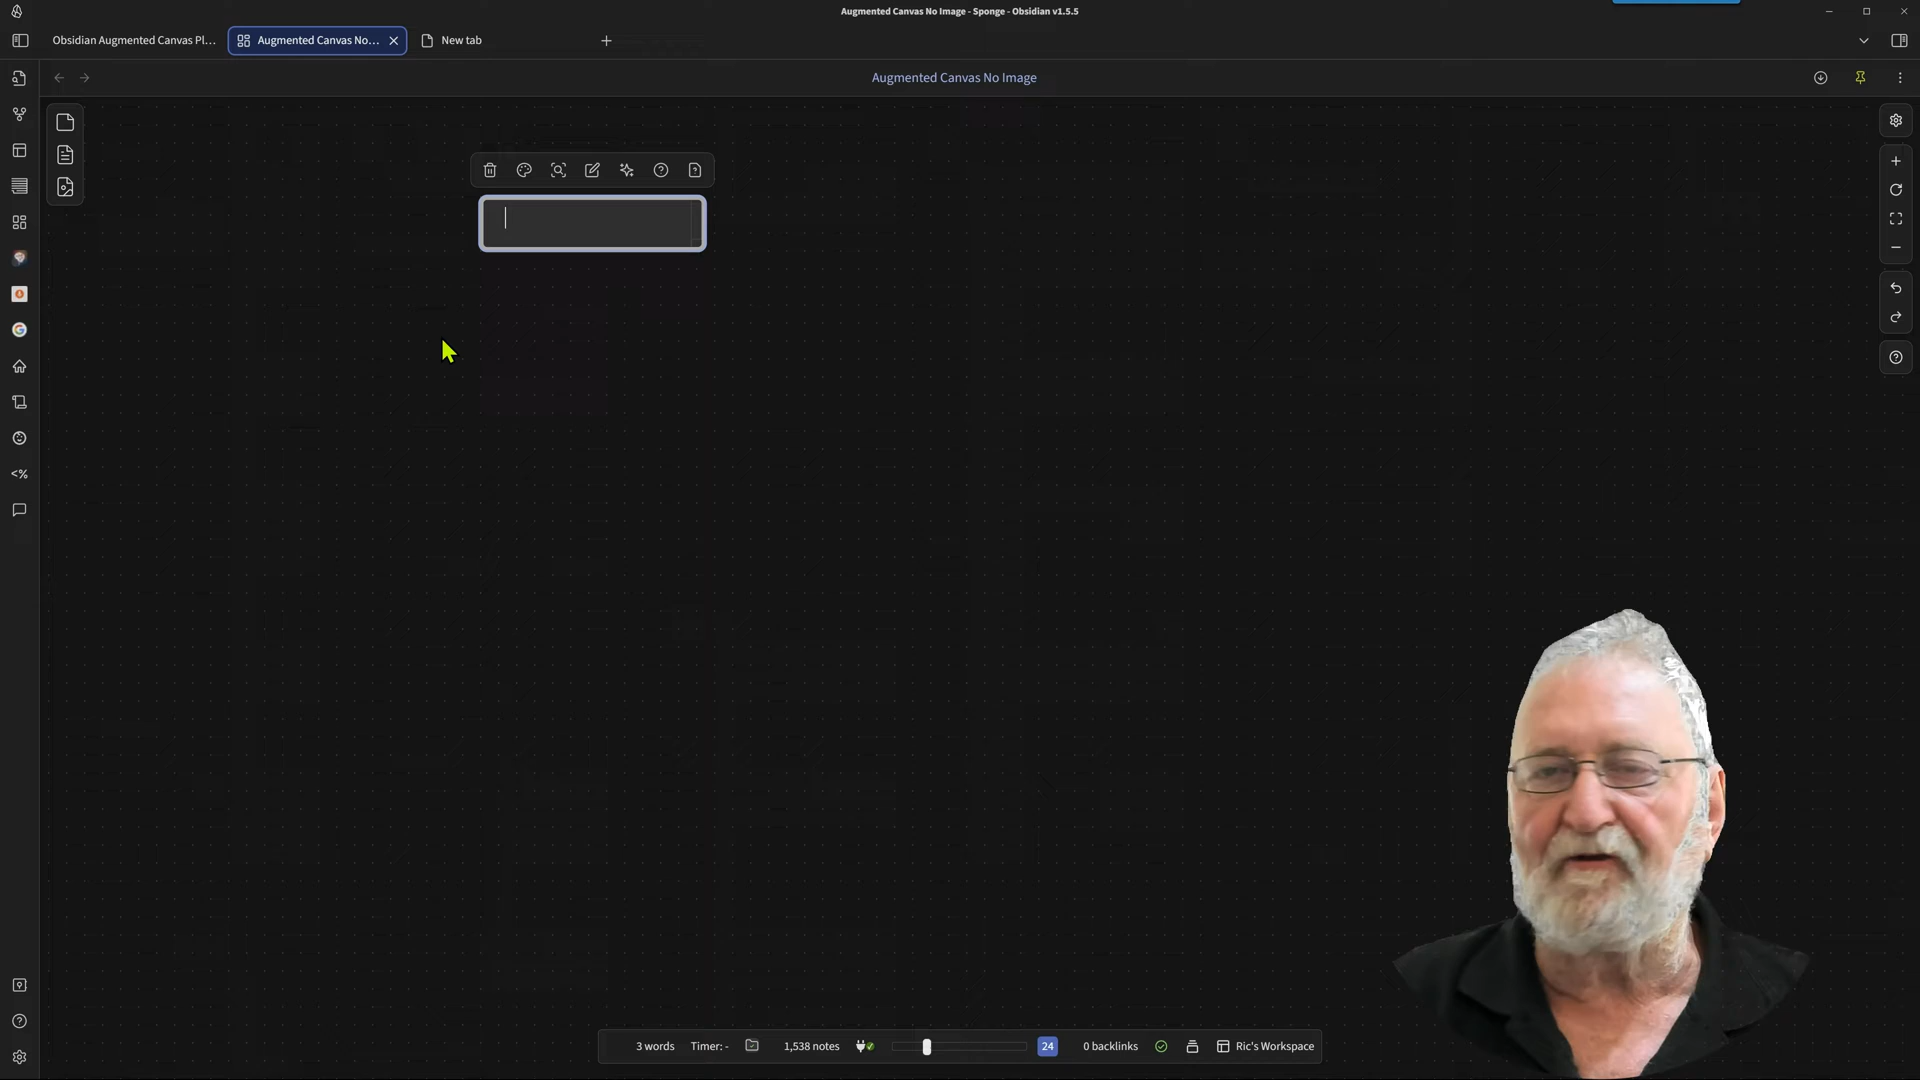 Augmented Canvas No Image - Sponge - Obsidian v1.5.5
Obsidian Augmented Canvas Pl...
Augmented Canvas No...
New tab
Augmented Canvas No Image
<%
3 words
Timer: -
1,538 notes
24
0 backlinks
Ric's Workspace